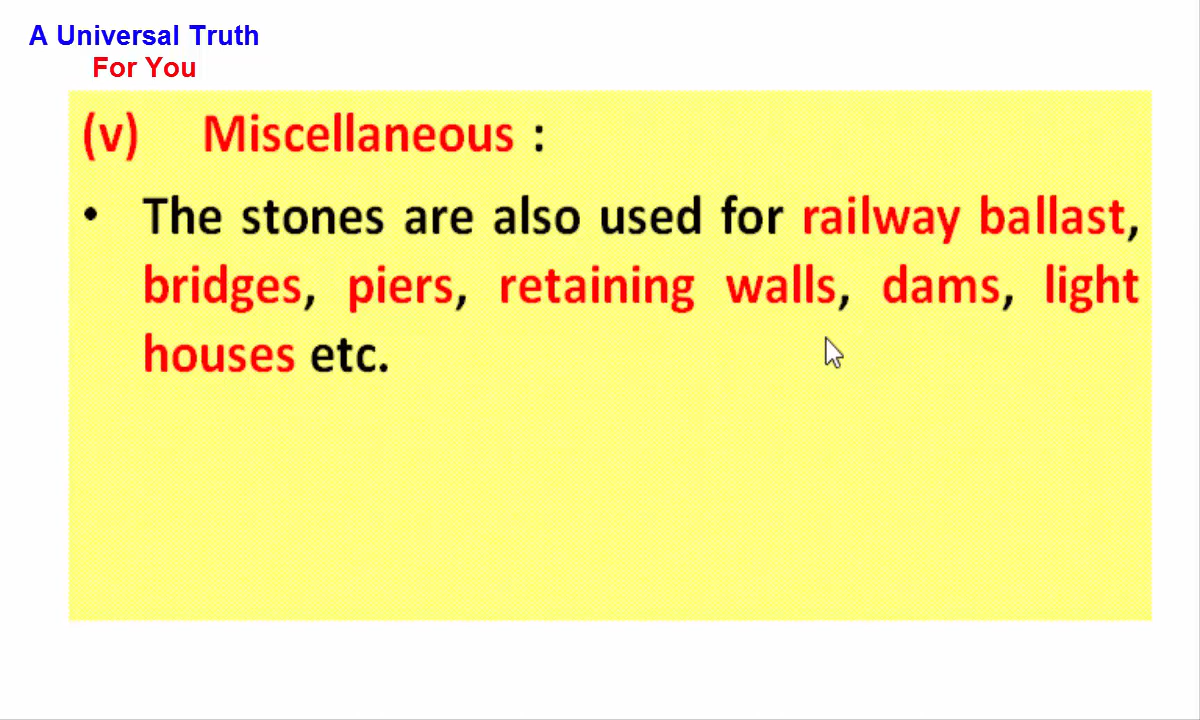 A Universal Truth
For You
(v) Miscellaneous :
• The stones are also used for railway ballast,
bridges, piers, retaining walls, dams, light
houses etc.